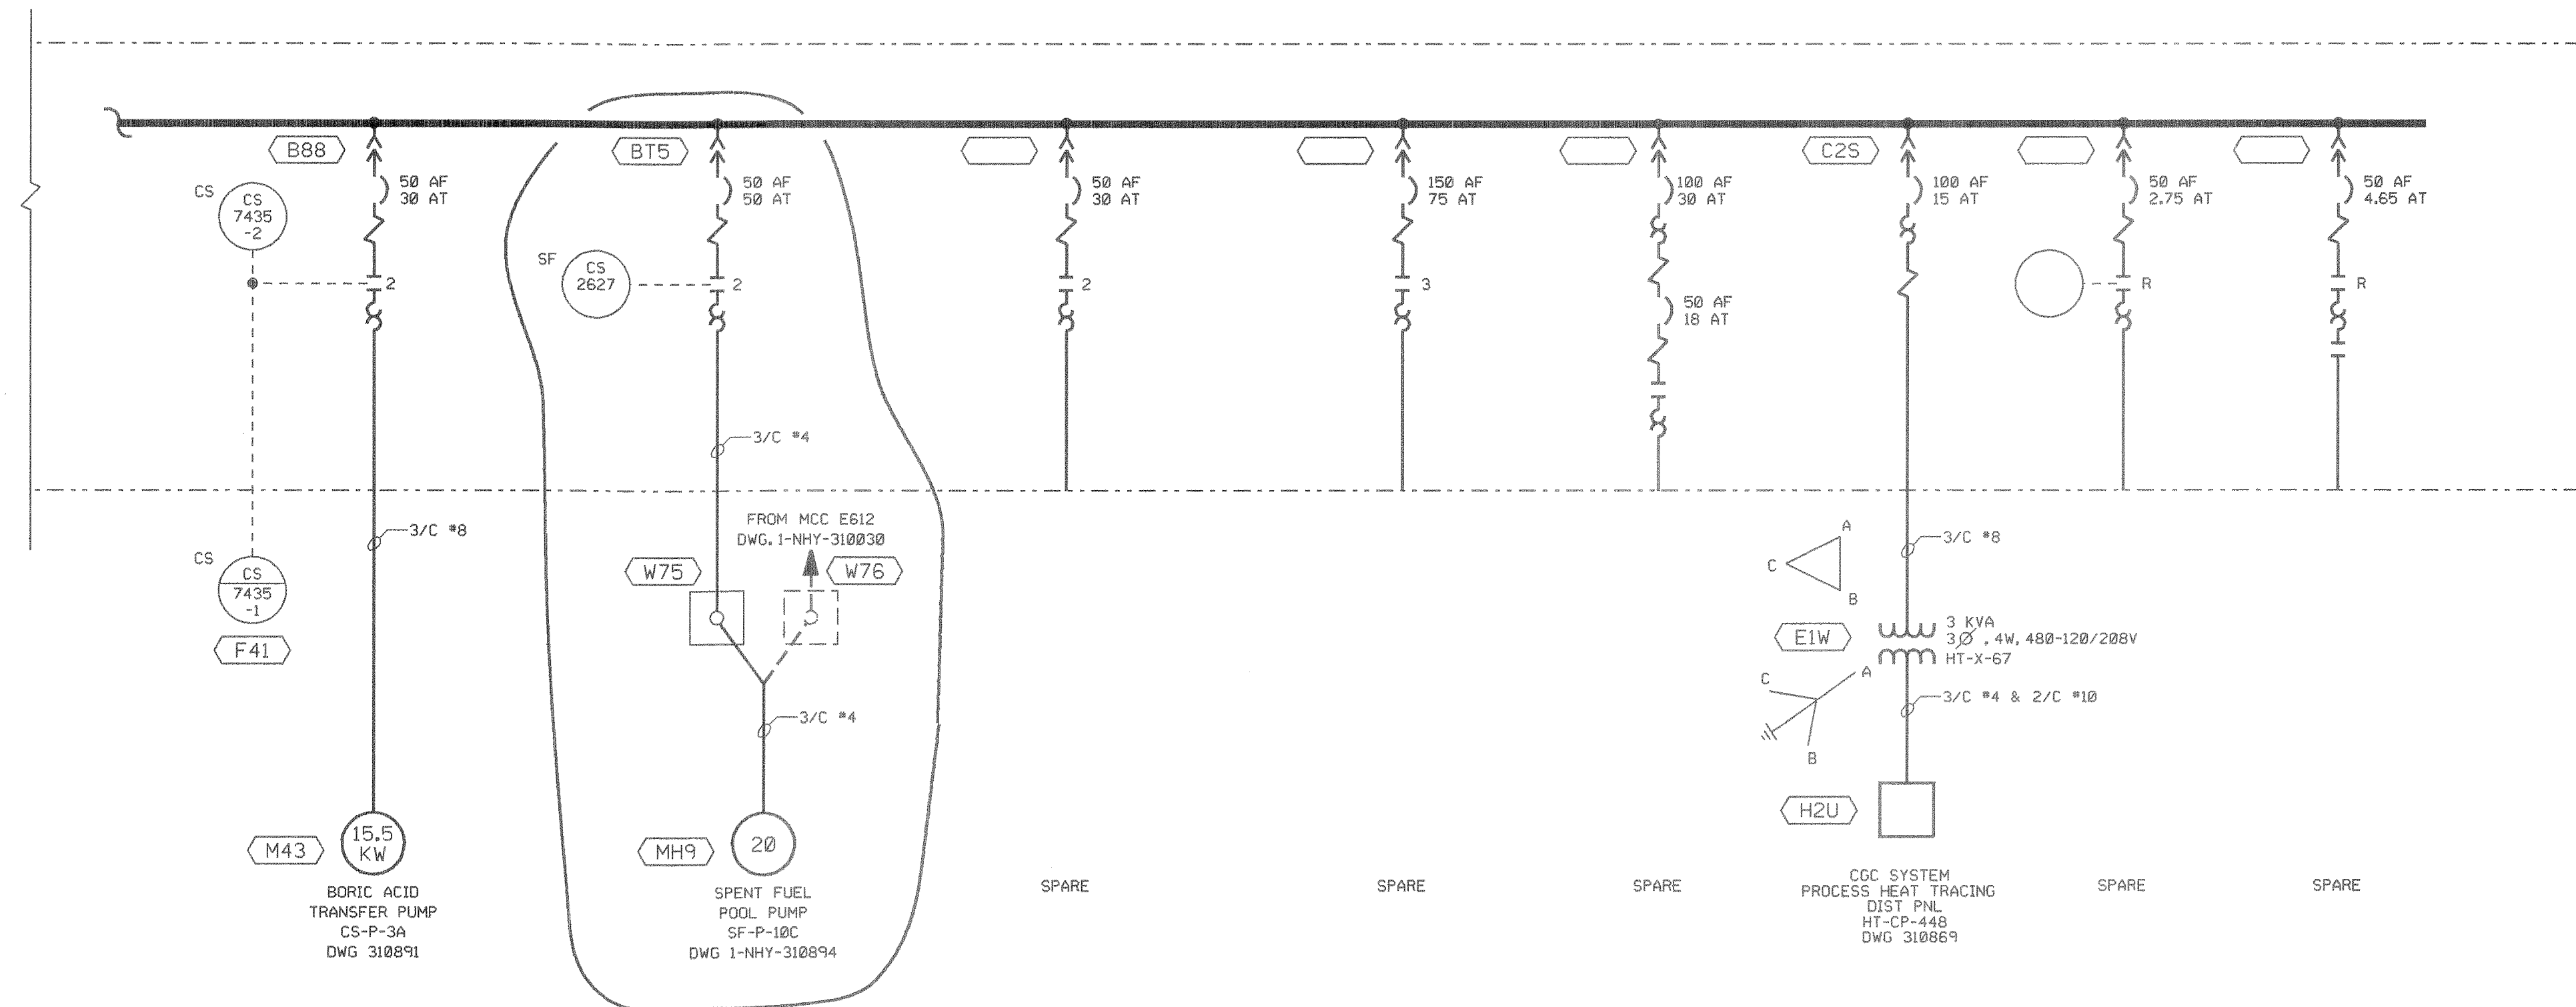 B88
50 AF
30 AT
CS
CS
7435
-2
2
3/C #8
CS
CS
7435
-1
F41
M43
15.5
KW
BORIC ACID
TRANSFER PUMP
CS-P-3A
DWG 310891
BT5
50 AF
50 AT
SF
CS
2627
2
3/C #4
FROM MCC E612
DWG. 1-NHY-310030
W75
W76
3/C #4
MH9
20
SPENT FUEL
POOL PUMP
SF-P-10C
DWG 1-NHY-310894
50 AF
30 AT
2
SPARE
150 AF
75 AT
3
SPARE
100 AF
30 AT
50 AF
18 AT
SPARE
C2S
100 AF
15 AT
3/C #8
A
C
B
E1W
3 KVA
3Ø, 4W, 480-120/208V
HT-X-67
C
A
B
3/C #4 & 2/C #10
H2U
CGC SYSTEM
PROCESS HEAT TRACING
DIST PNL
HT-CP-448
DWG 310869
50 AF
2.75 AT
R
SPARE
50 AF
4.65 AT
R
SPARE